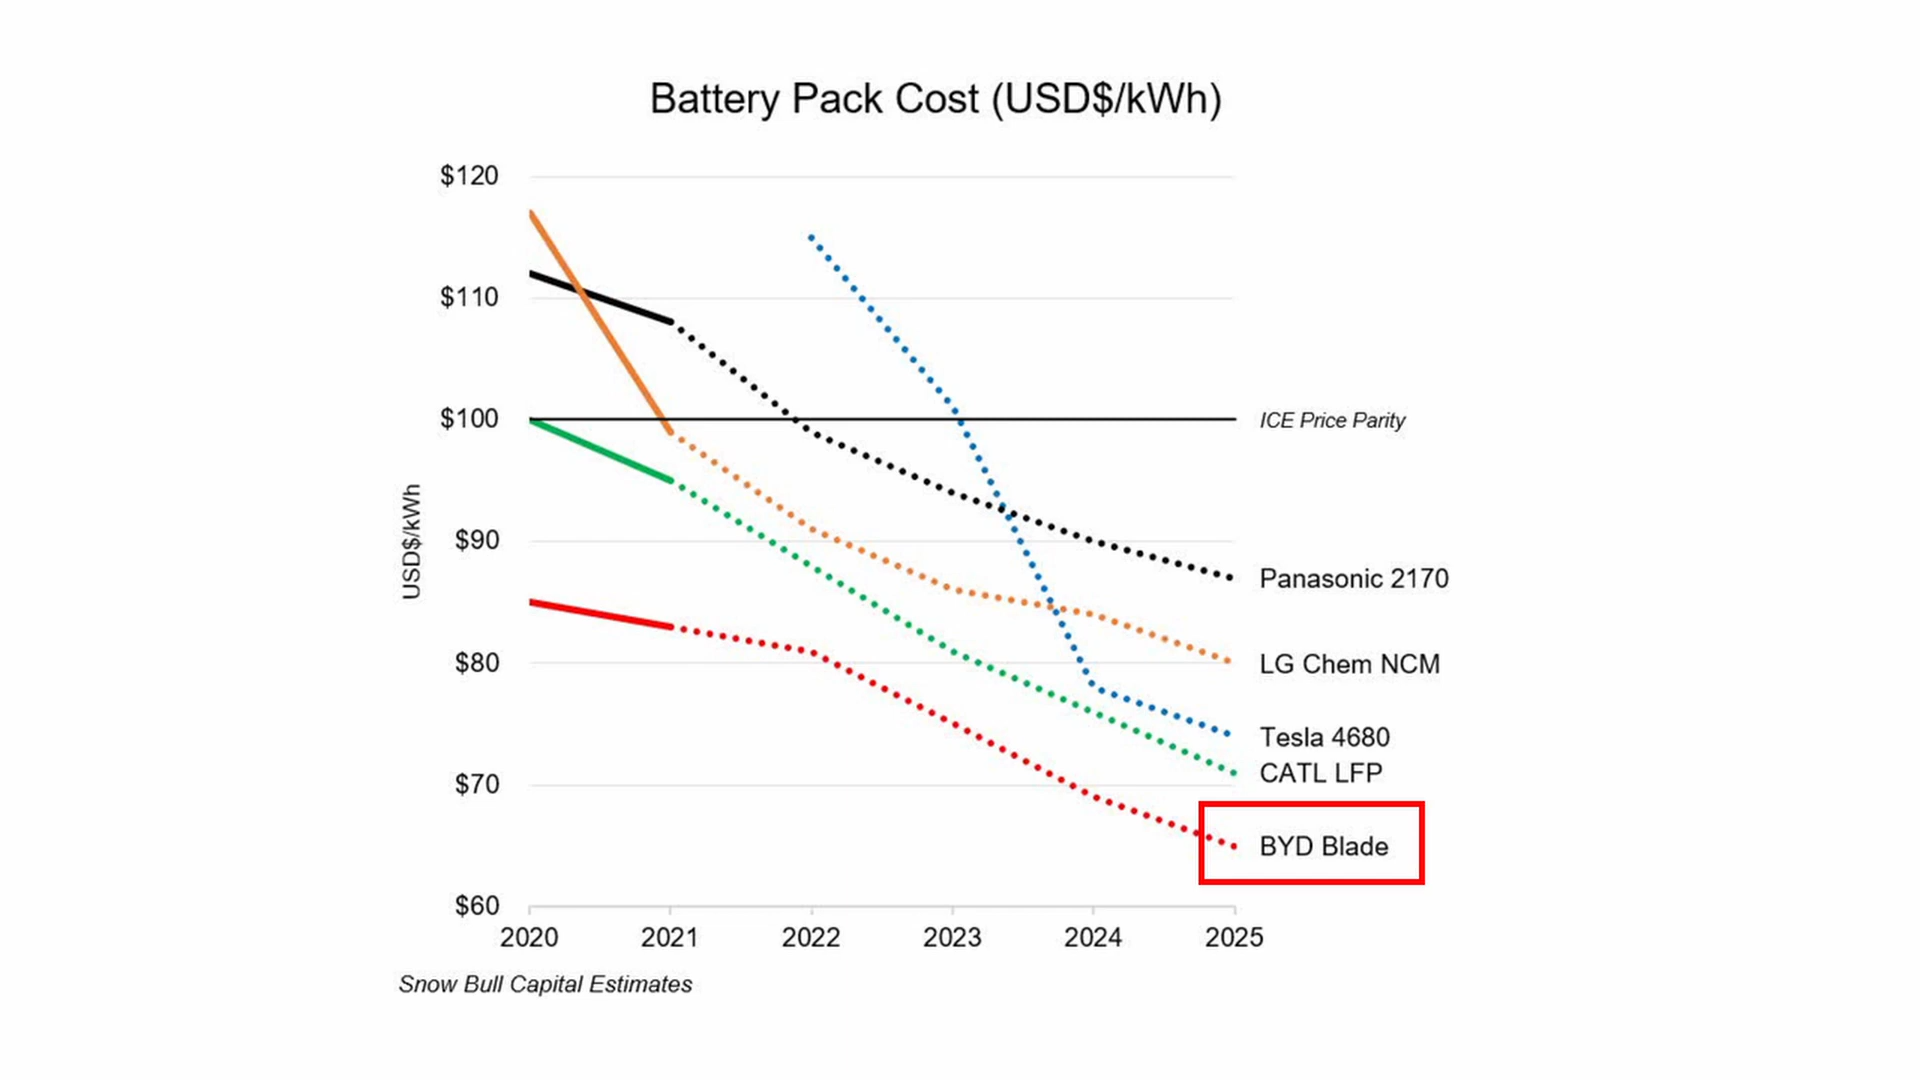 Battery Pack Cost (USD$/kWh)
$120
$110
$100
ICE Price Parity
USD$/kWh
$90
Panasonic 2170
$80
LG Chem NCM
Tesla 4680
CATL LFP
$70
BYD Blade
$60
2020 2021 2022 2023 2024 2025
Snow Bull Capital Estimates